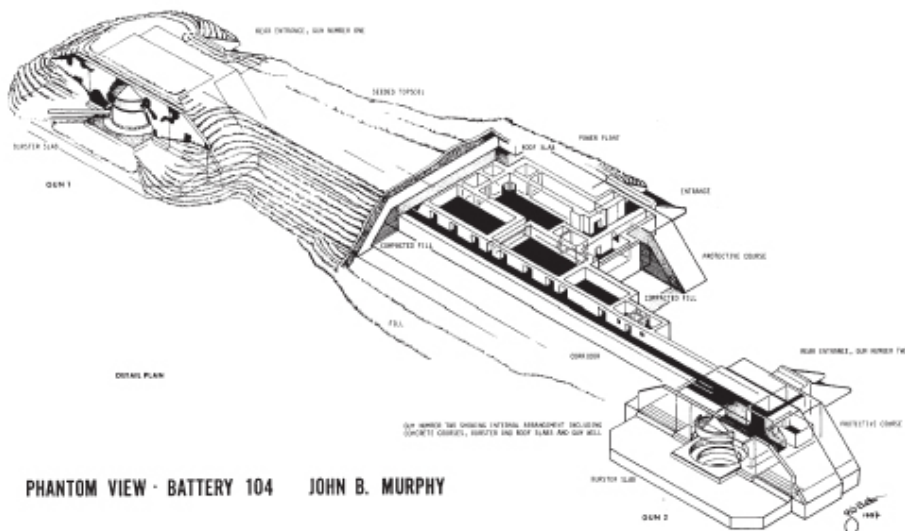 REAR ENTRANCE, GUN NUMBER ONE
SEEDED TOPSOIL
POWER PLANT
ROOF SLAB
BURSTER SLAB
ENTRANCE
GUN 1
COMPACTED FILL
PROTECTIVE COURSE
COMPACTED FILL
FILL
CORRIDOR
REAR ENTRANCE, GUN NUMBER TW
DETAIL PLAN
GUN NUMBER TWO SHOWING INTERNAL ARRANGEMENT INCLUDING
CONCRETE COURSES, BURSTER AND ROOF SLABS AND GUN WELL
PROTECTIVE COURSE
BURSTER SLAB
PHANTOM VIEW · BATTERY 104 JOHN B. MURPHY
GUN 2